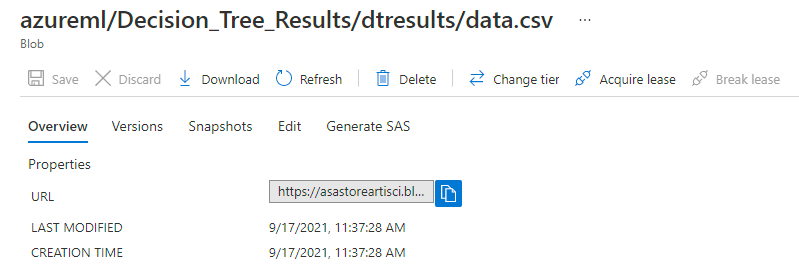 azureml/Decision_Tree_Results/dtresults/data.csv ...
Blob
Save Discard Download Refresh Delete Change tier Acquire lease Break lease
Overview Versions Snapshots Edit Generate SAS
Properties
URL https://asastoreartisci.bl...
LAST MODIFIED 9/17/2021, 11:37:28 AM
CREATION TIME 9/17/2021, 11:37:28 AM